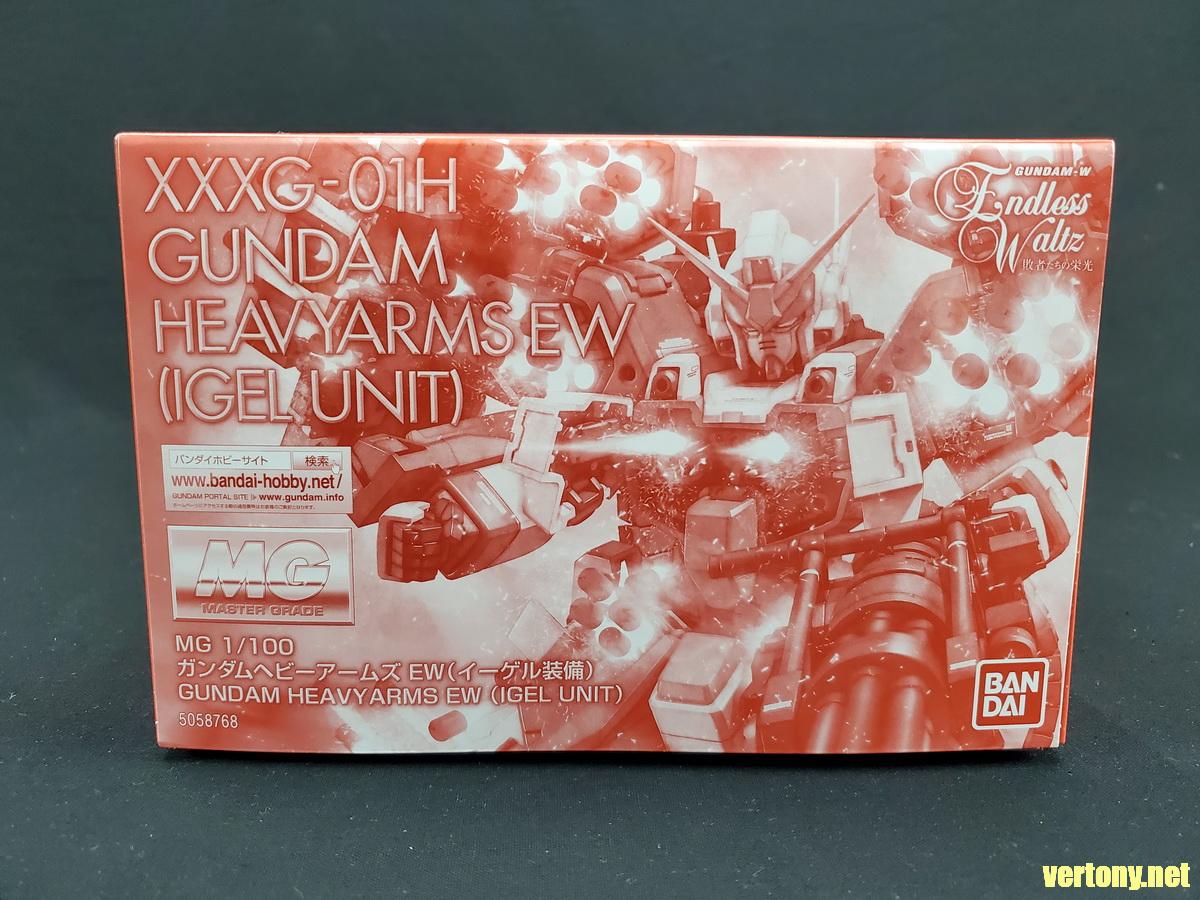 XXXG-01H
GUNDAM
HEAVYARMS EW
(IGEL UNIT)
GUNDAM-W
Endless
Waltz
敗者たちの栄光
バンダイホビーサイト 検索
www.bandai-hobby.net/
GUNDAM PORTAL SITE www.gundam.info
MG
MASTER GRADE
MG 1/100
ガンダムヘビーアームズ EW(イーゲル装備)
GUNDAM HEAVYARMS EW (IGEL UNIT)
5058768
BAN
DAI
vertony.net